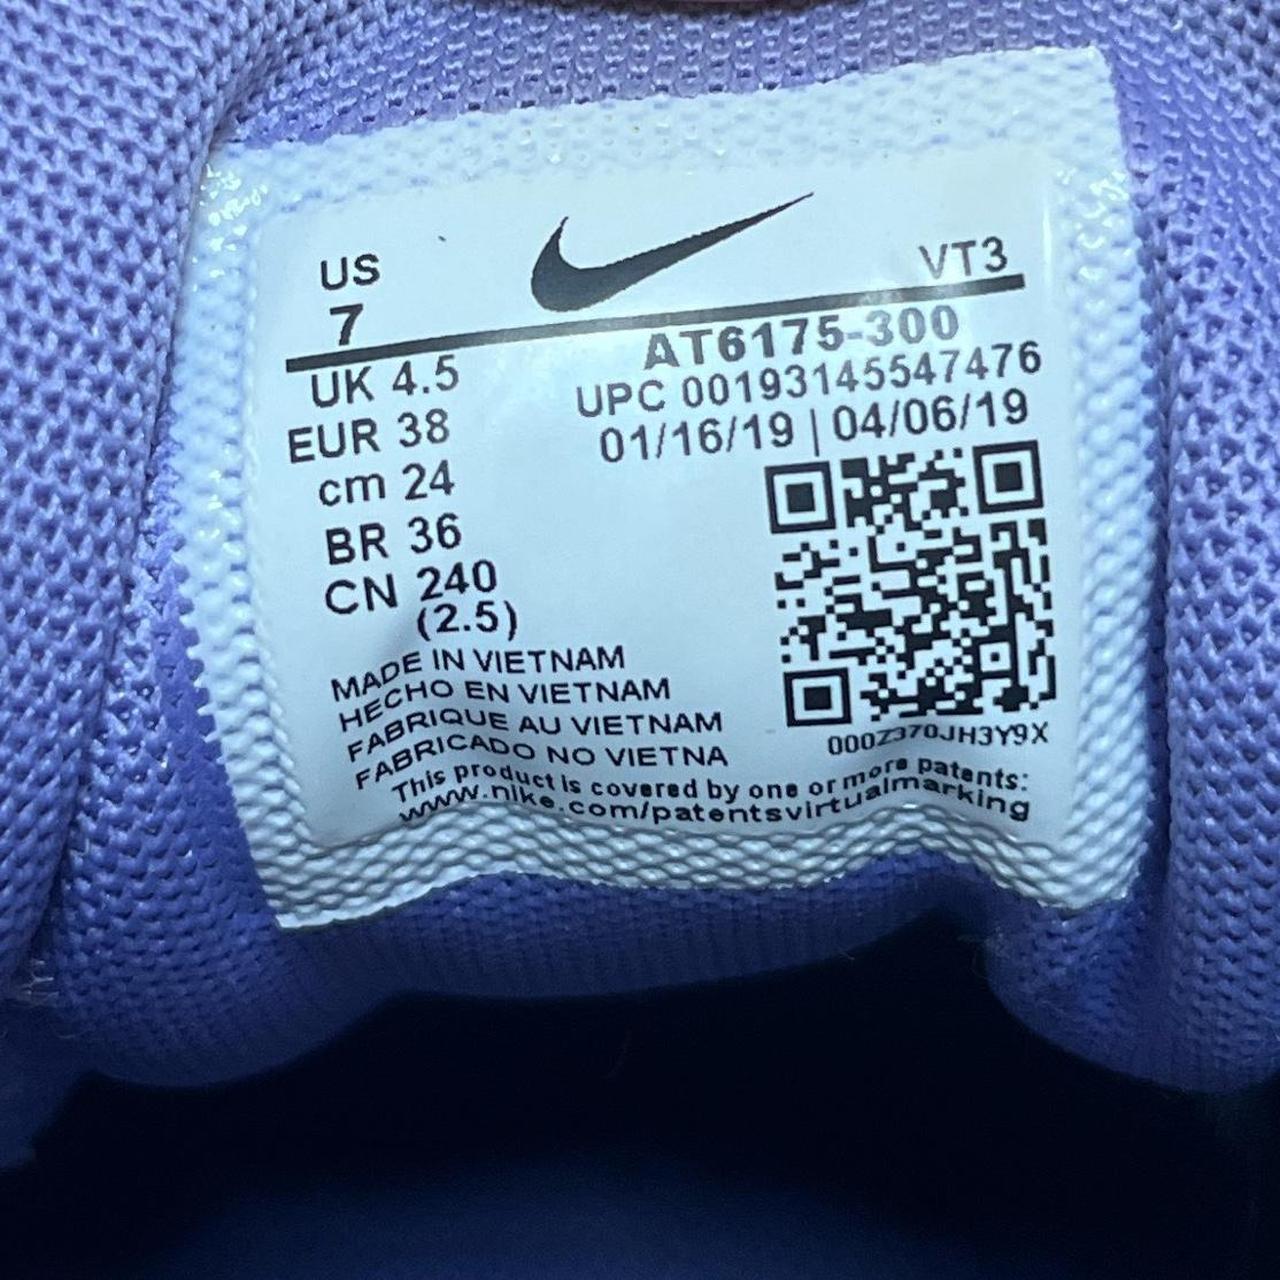 US
7
VT3
UK 4.5
EUR 38
cm 24
BR 36
CN 240
(2.5)
AT6175-300
UPC 00193145547476
01/16/19 | 04/06/19
MADE IN VIETNAM
HECHO EN VIETNAM
FABRIQUE AU VIETNAM
FABRICADO NO VIETNA
000Z370JH3Y9X
This product is covered by one or more patents:
www.nike.com/patentsvirtualmarking